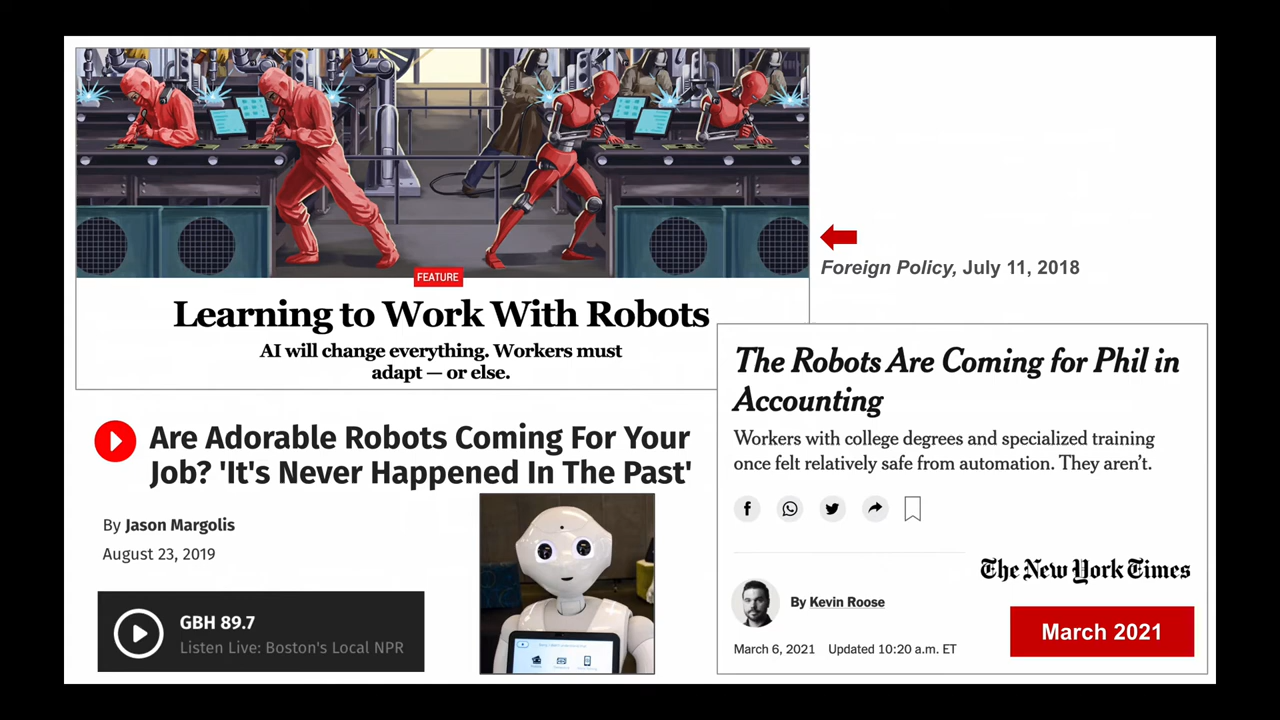 FEATURE
Learning to Work With Robots
AI will change everything. Workers must
adapt — or else.
Foreign Policy, July 11, 2018
Are Adorable Robots Coming For Your
Job? 'It's Never Happened In The Past'
By Jason Margolis
August 23, 2019
GBH 89.7
Listen Live: Boston's Local NPR
The Robots Are Coming for Phil in
Accounting
Workers with college degrees and specialized training
once felt relatively safe from automation. They aren't.
The New York Times
By Kevin Roose
March 2021
March 6, 2021 Updated 10:20 a.m. ET